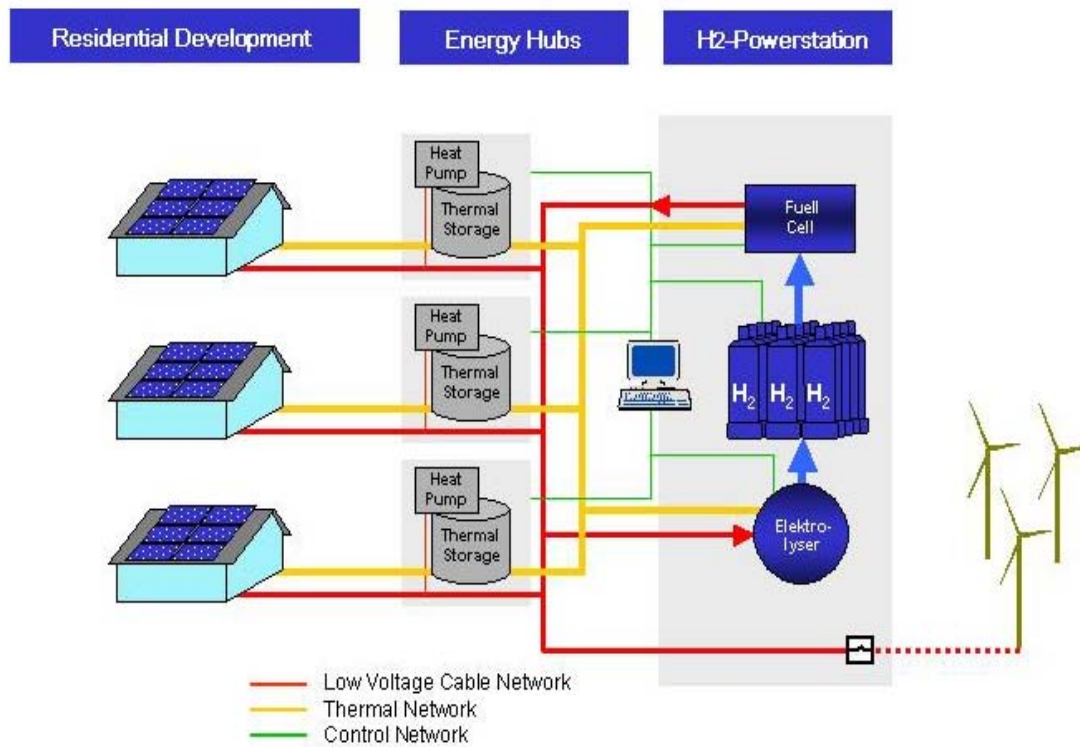 Residential Development
Energy Hubs
H2-Powerstation
Heat
Pump
Thermal
Storage
Fuell
Cell
Heat
Pump
Thermal
Storage
H2
H2
H2
Heat
Pump
Thermal
Storage
Elektro-
lyser
Low Voltage Cable Network
Thermal Network
Control Network